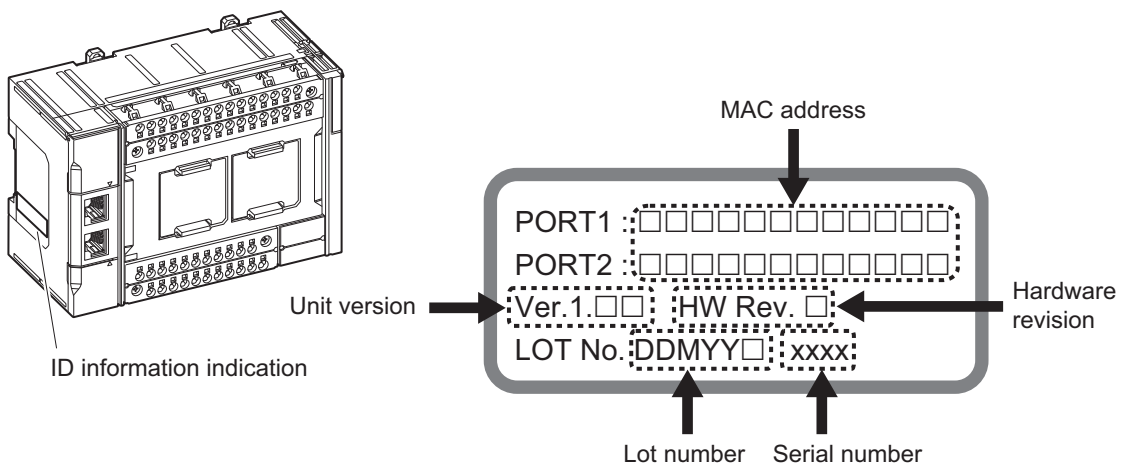 MAC address
PORT1 : □□□□□□□□□□□□
PORT2 : □□□□□□□□□□□□
Unit version
Ver.1.□□ HW Rev. □
Hardware
revision
LOT No. DDMYY□ xxxx
ID information indication
Lot number
Serial number